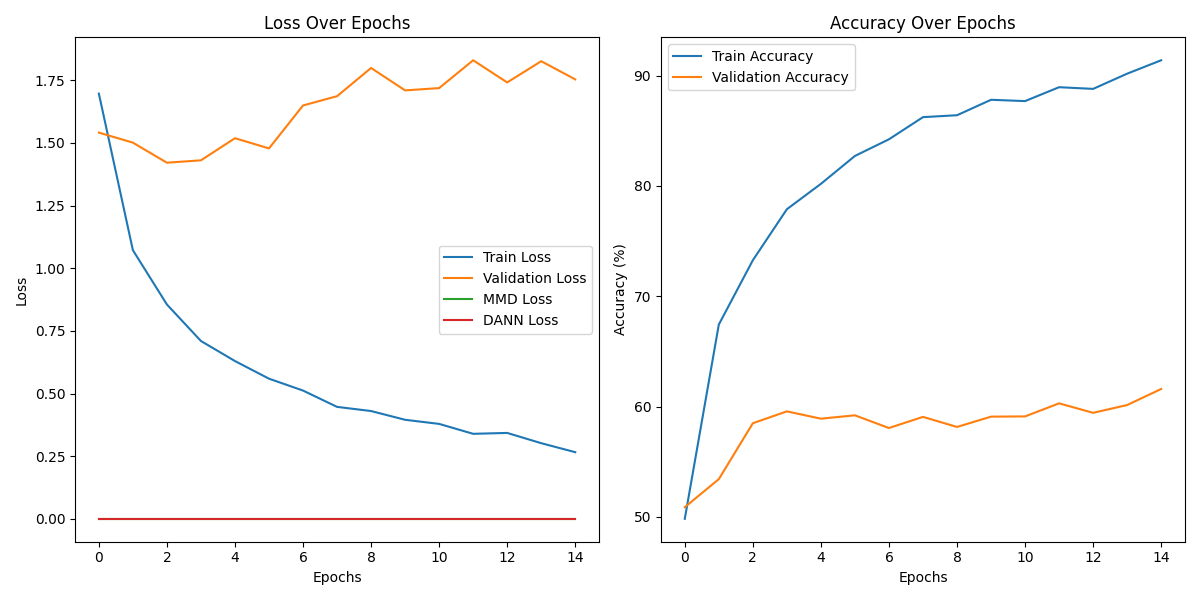 Loss Over Epochs
Loss
1.75
1.50
1.25
1.00
0.75
0.50
0.25
0.00
0 2 4 6 8 10 12 14
Epochs
Train Loss
Validation Loss
MMD Loss
DANN Loss
Accuracy Over Epochs
Accuracy (%)
90
80
70
60
50
0 2 4 6 8 10 12 14
Epochs
Train Accuracy
Validation Accuracy